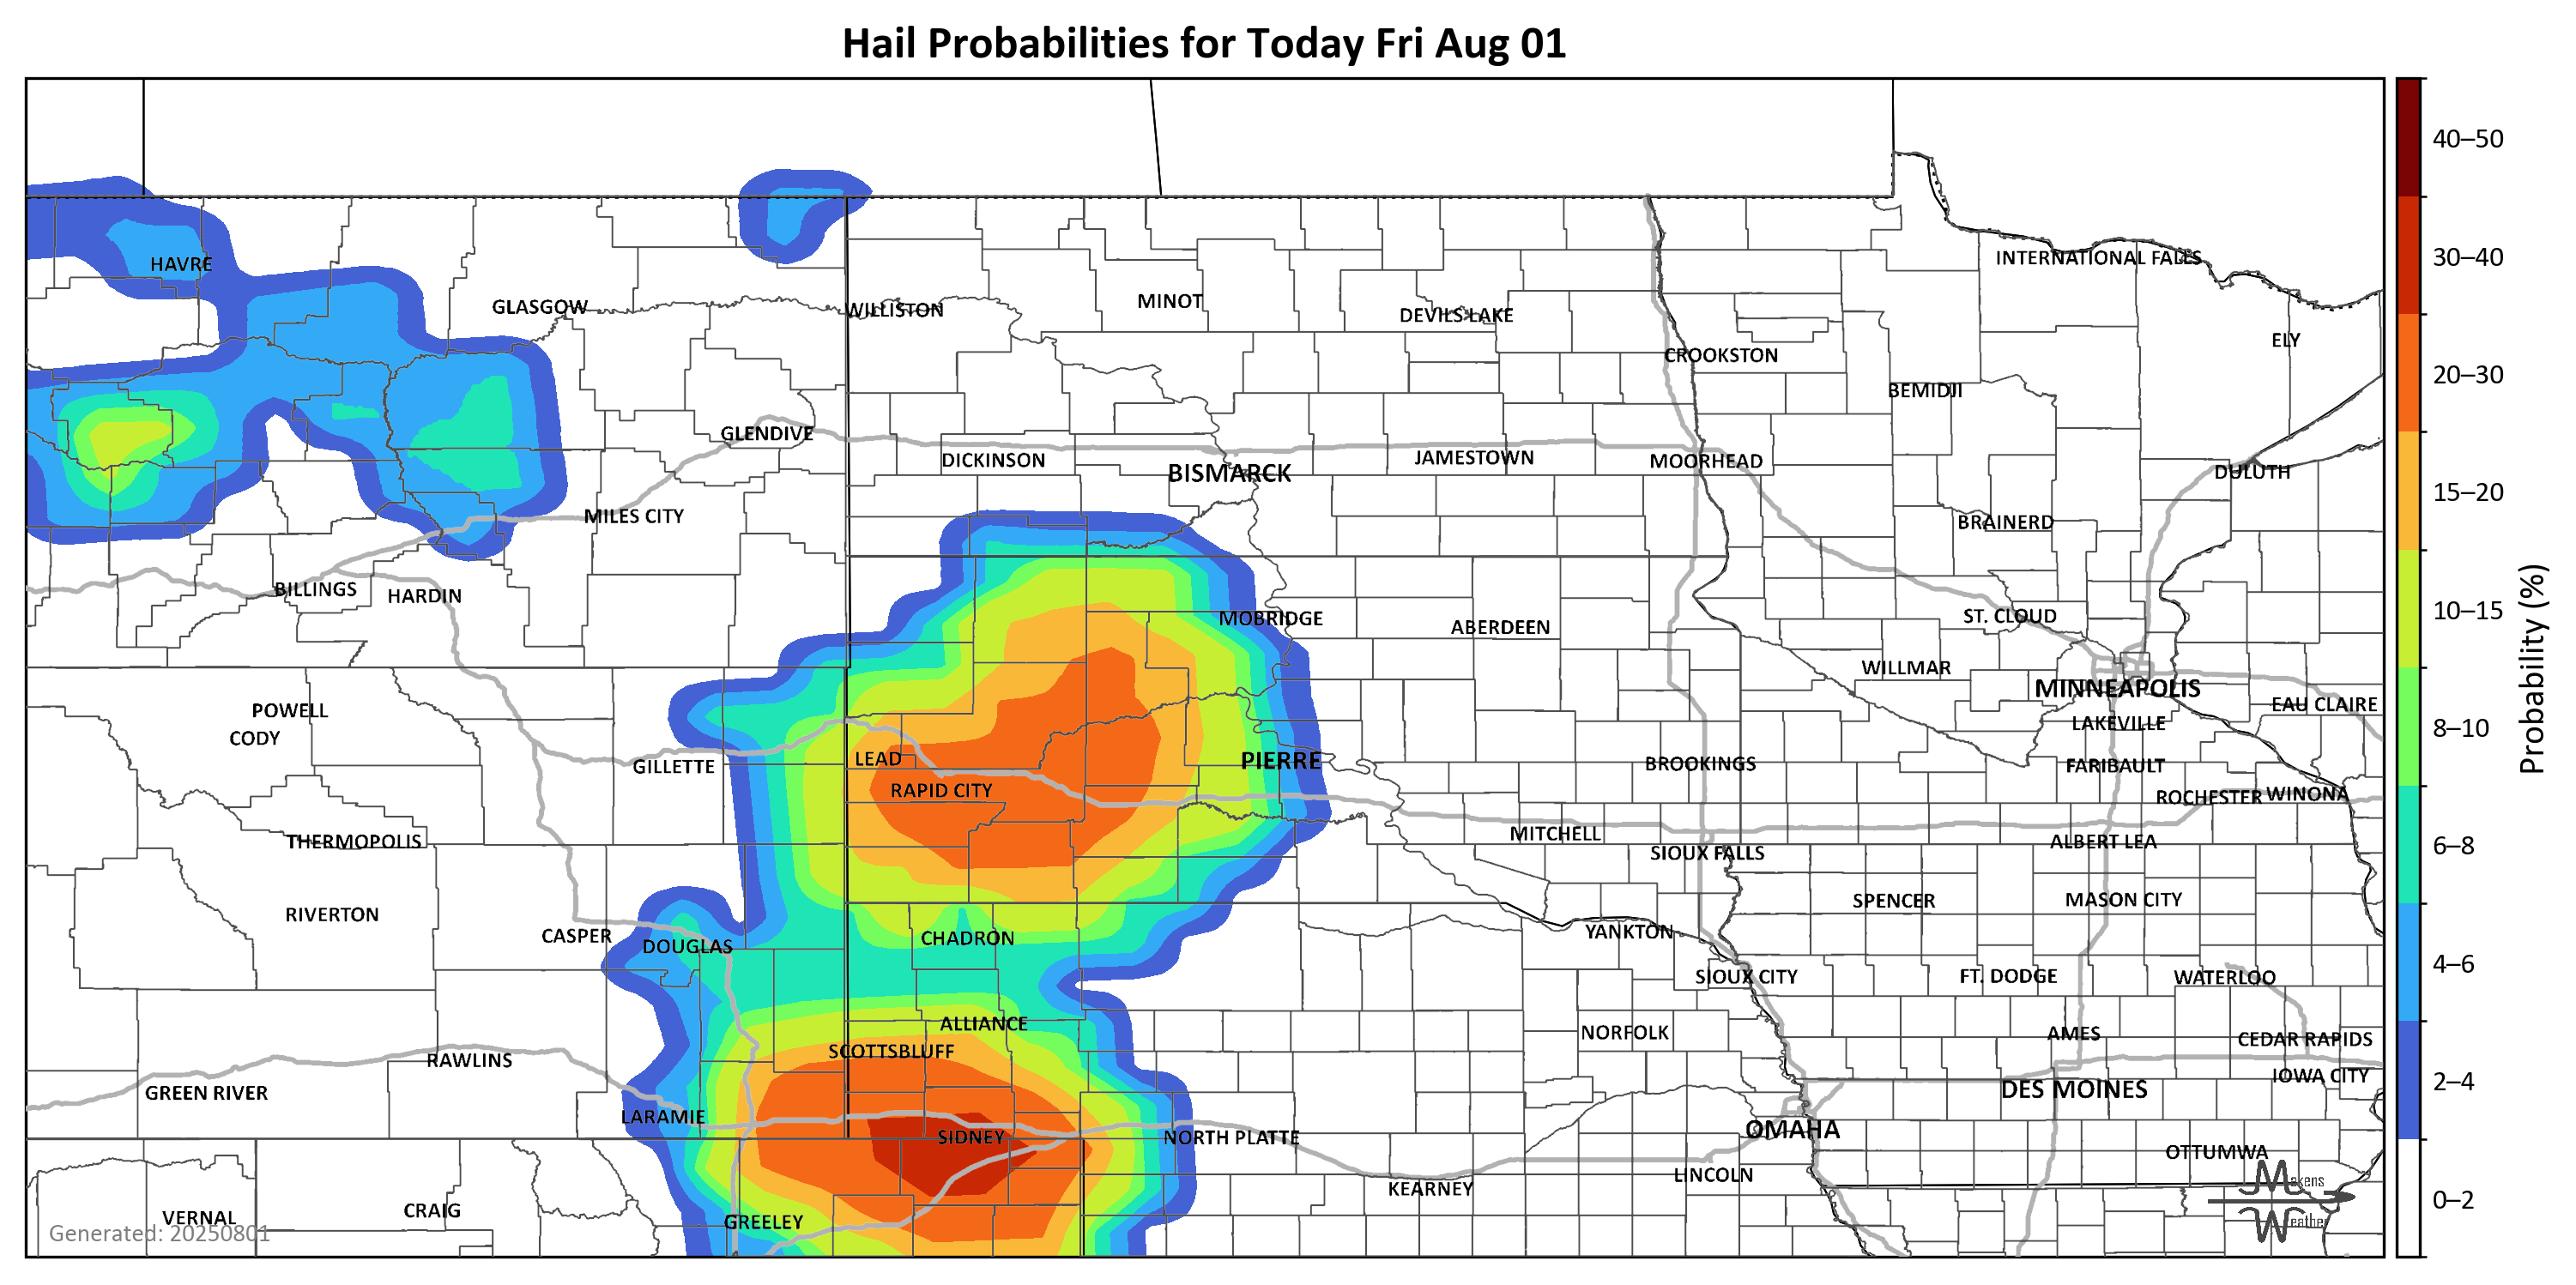 Hail Probabilities for Today Fri Aug 01
40–50
30–40
20–30
15–20
10–15
8–10
6–8
4–6
2–4
0–2
Probability (%)
INTERNATIONAL FALLS
HAVRE
MINOT
GLASGOW
WILLISTON
DEVILS LAKE
ELY
CROOKSTON
BEMIDJI
GLENDIVE
DICKINSON
JAMESTOWN
MOORHEAD
BISMARCK
DULUTH
MILES CITY
BRAINERD
BILLINGS
HARDIN
MOBRIDGE
ABERDEEN
ST. CLOUD
WILLMAR
MINNEAPOLIS
EAU CLAIRE
POWELL
LAKEVILLE
CODY
LEAD
PIERRE
GILLETTE
BROOKINGS
FARIBAULT
RAPID CITY
ROCHESTER
WINONA
THERMOPOLIS
MITCHELL
ALBERT LEA
SIOUX FALLS
SPENCER
MASON CITY
RIVERTON
CASPER
DOUGLAS
CHADRON
YANKTON
SIOUX CITY
FT. DODGE
WATERLOO
ALLIANCE
NORFOLK
AMES
CEDAR RAPIDS
SCOTTSBLUFF
RAWLINS
IOWA CITY
GREEN RIVER
DES MOINES
LARAMIE
SIDNEY
NORTH PLATTE
OMAHA
OTTUMWA
LINCOLN
KEARNEY
CRAIG
VERNAL
GREELEY
Generated: 20250801
Makens
Weather